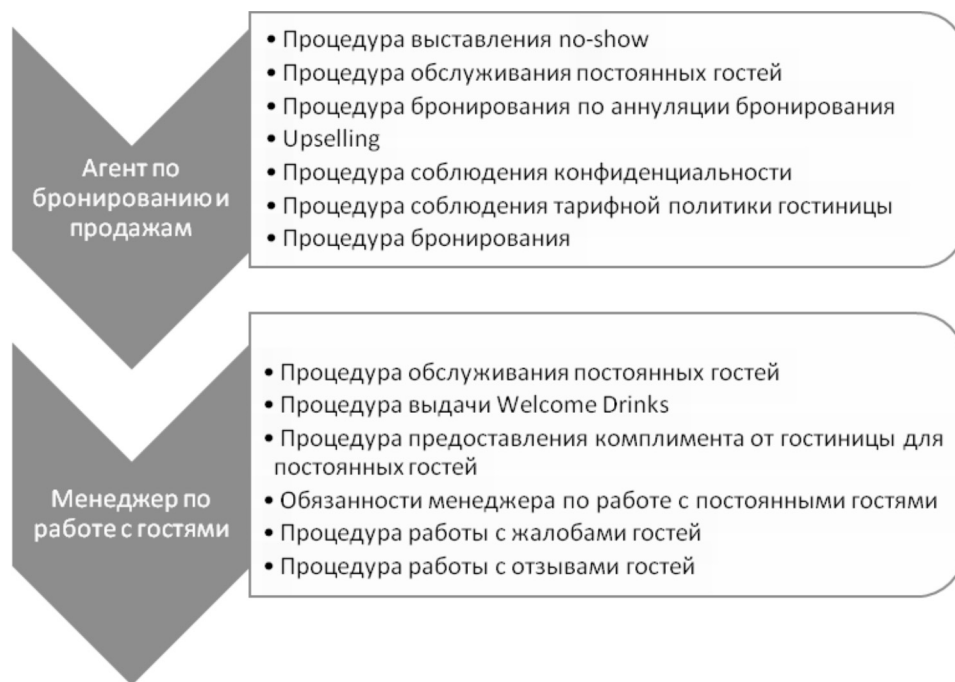 Агент по
бронированию и
продажам
• Процедура выставления no-show
• Процедура обслуживания постоянных гостей
• Процедура бронирования по аннуляции бронирования
• Upselling
• Процедура соблюдения конфиденциальности
• Процедура соблюдения тарифной политики гостиницы
• Процедура бронирования
Менеджер по
работе с гостями
• Процедура обслуживания постоянных гостей
• Процедура выдачи Welcome Drinks
• Процедура предоставления комплимента от гостиницы для
постоянных гостей
• Обязанности менеджера по работе с постоянными гостями
• Процедура работы с жалобами гостей
• Процедура работы с отзывами гостей